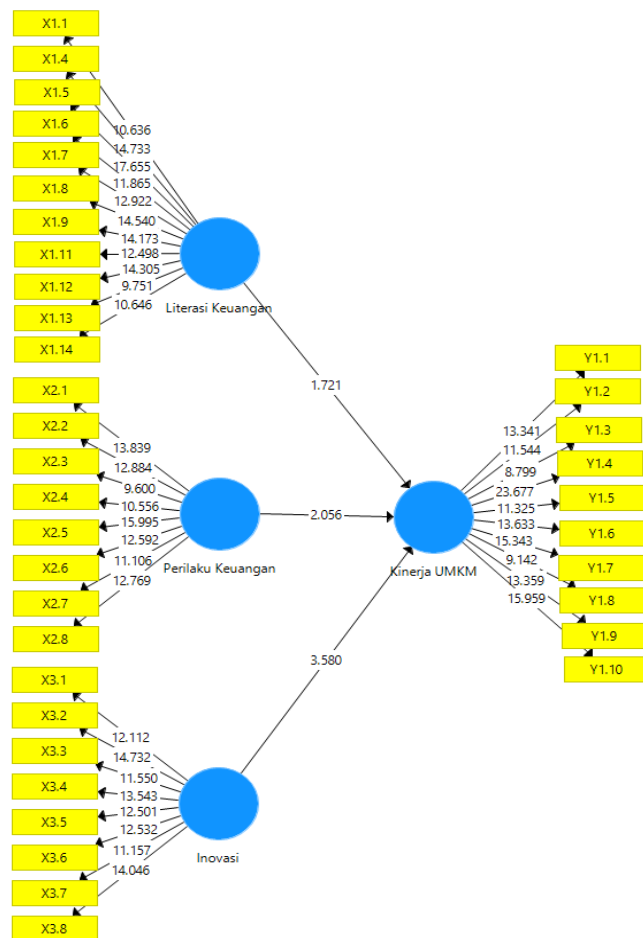 X1.1
X1.4
X1.5
X1.6
X1.7
X1.8
X1.9
X1.11
X1.12
X1.13
X1.14
10.636
14.733
17.655
11.865
12.922
14.540
14.173
12.498
14.305
9.751
10.646
Literasi Keuangan
1.721
X2.1
X2.2
X2.3
X2.4
X2.5
X2.6
X2.7
X2.8
13.839
12.884
9.600
10.556
15.995
12.592
11.106
12.769
Perilaku Keuangan
2.056
X3.1
X3.2
X3.3
X3.4
X3.5
X3.6
X3.7
X3.8
12.112
14.732
11.550
13.543
12.501
12.532
11.157
14.046
Inovasi
3.580
Kinerja UMKM
13.341
11.544
8.799
23.677
11.325
13.633
15.343
9.142
13.359
15.959
Y1.1
Y1.2
Y1.3
Y1.4
Y1.5
Y1.6
Y1.7
Y1.8
Y1.9
Y1.10